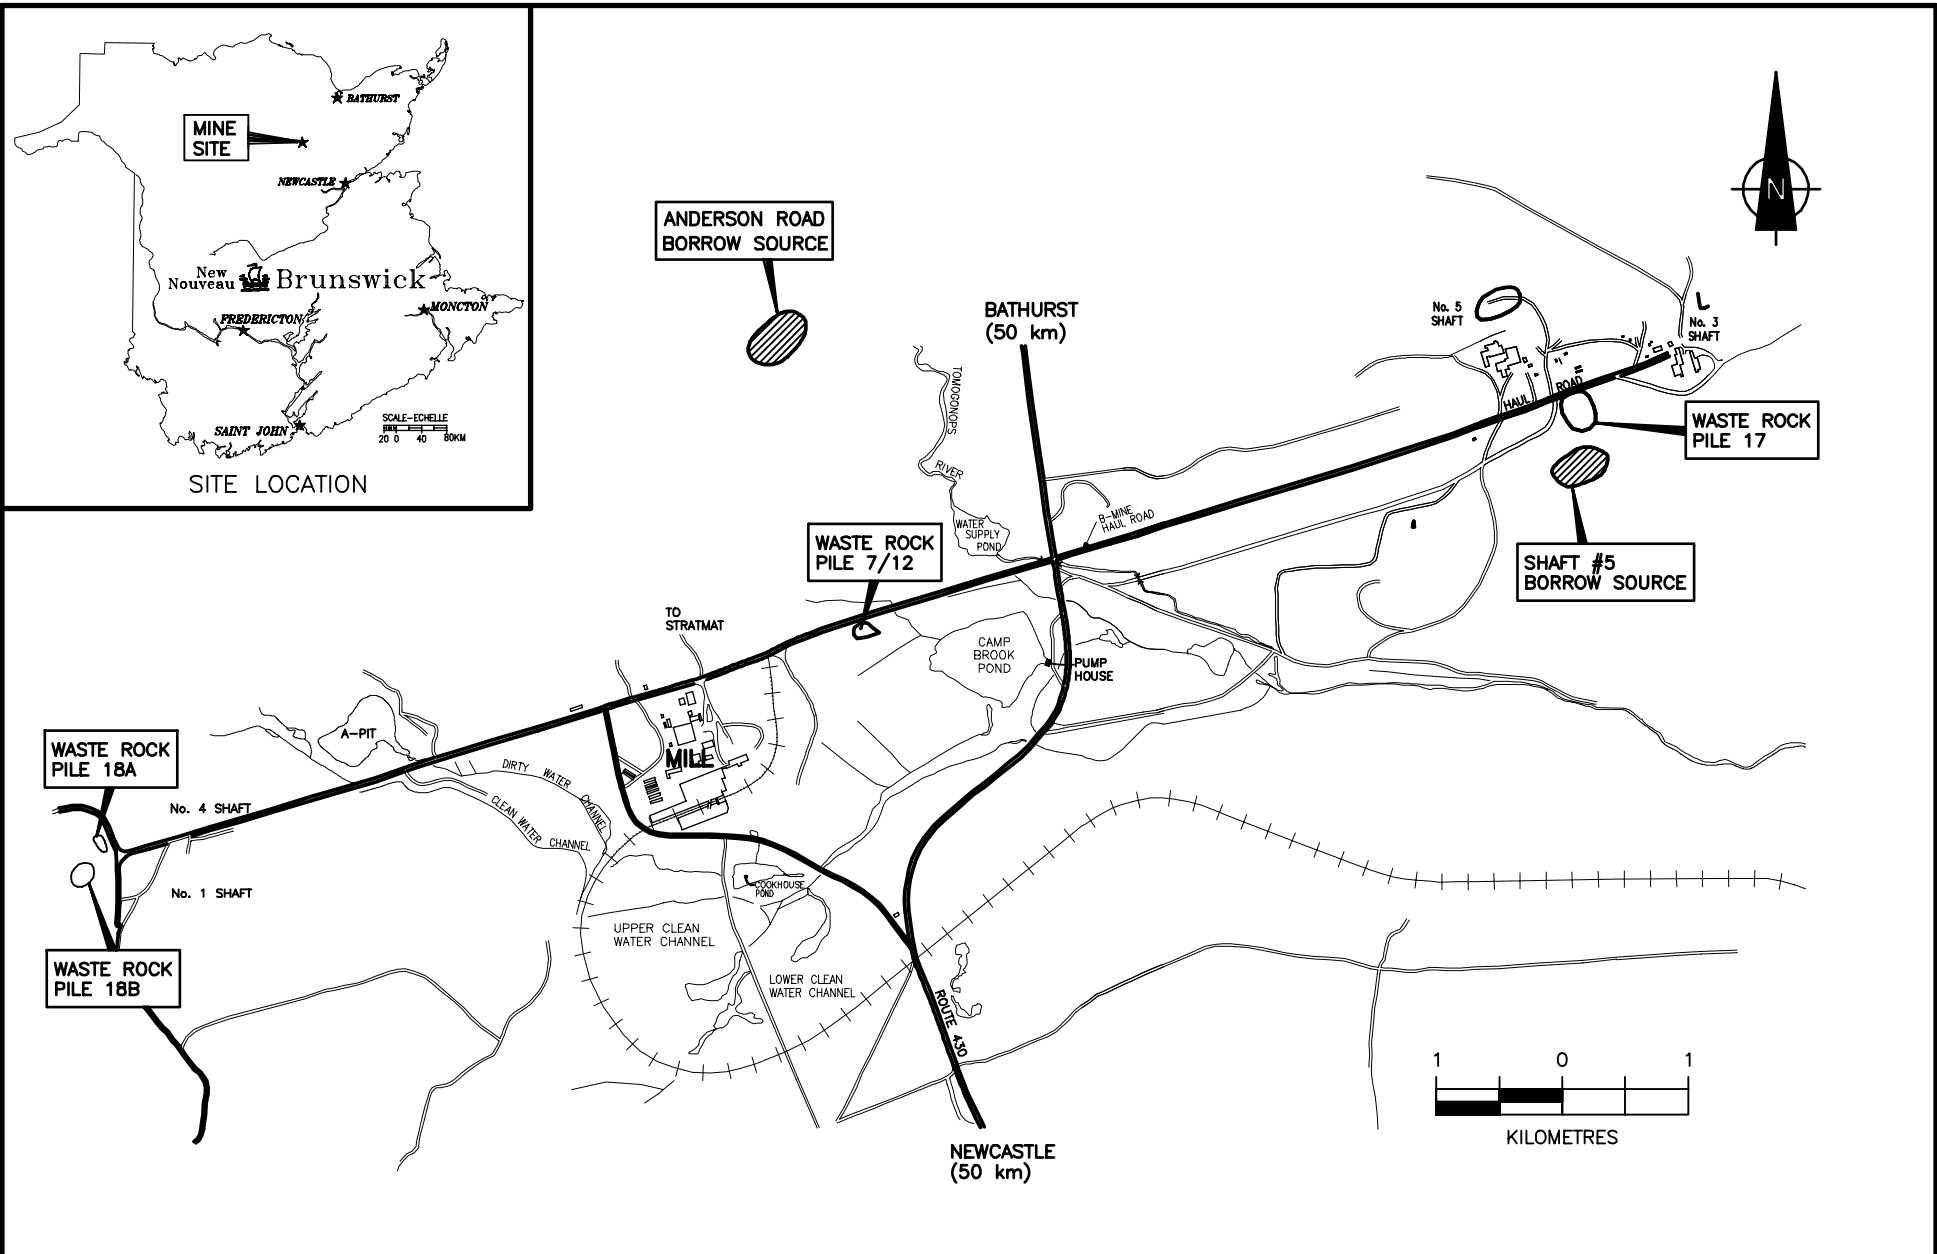 BATHURST
MINE
SITE
NEWCASTLE
New
Nouveau
Brunswick
MONCTON
FREDERICTON
SCALE-ECHELLE
20 0 40 80KM
SAINT JOHN
SITE LOCATION
N
ANDERSON ROAD
BORROW SOURCE
BATHURST
(50 km)
No. 5
SHAFT
No. 3
SHAFT
TOMOGONOPS
RIVER
HAUL ROAD
WASTE ROCK
PILE 17
B-MINE
HAUL ROAD
WATER
SUPPLY
POND
WASTE ROCK
PILE 7/12
SHAFT #5
BORROW SOURCE
TO
STRATMAT
CAMP
BROOK
POND
PUMP
HOUSE
A-PIT
WASTE ROCK
PILE 18A
MILL
DIRTY WATER CHANNEL
CLEAN WATER CHANNEL
No. 4 SHAFT
No. 1 SHAFT
COOKHOUSE
POND
UPPER CLEAN
WATER CHANNEL
WASTE ROCK
PILE 18B
LOWER CLEAN
WATER CHANNEL
ROUTE 430
1 0 1
KILOMETRES
NEWCASTLE
(50 km)